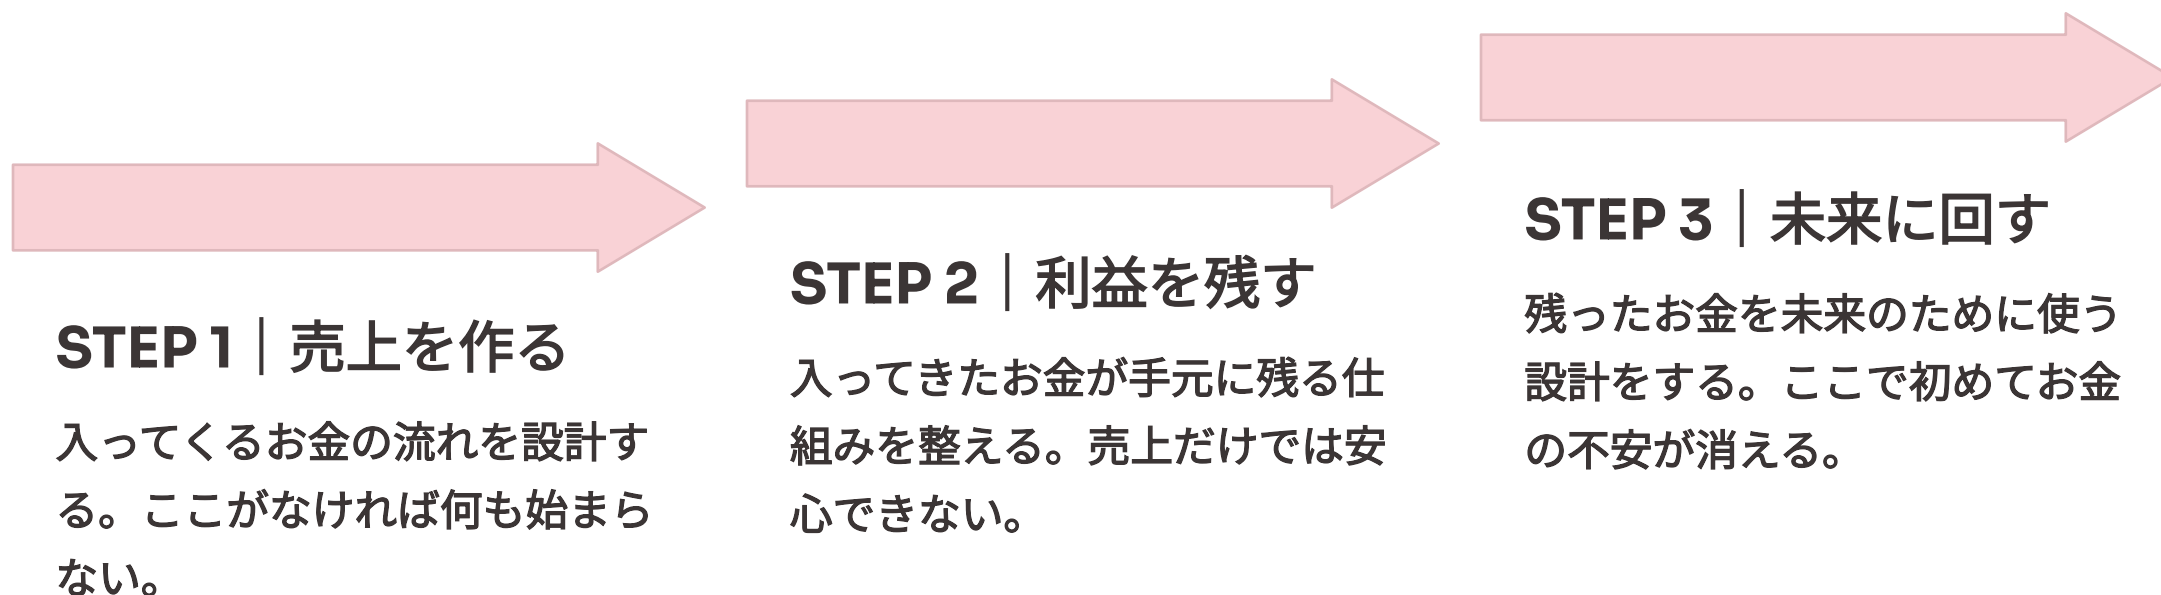 STEP 1｜売上を作る
入ってくるお金の流れを設計す
る。ここがなければ何も始まら
ない。
STEP 2｜利益を残す
入ってきたお金が手元に残る仕
組みを整える。売上だけでは安
心できない。
STEP 3｜未来に回す
残ったお金を未来のために使う
設計をする。ここで初めてお金
の不安が消える。